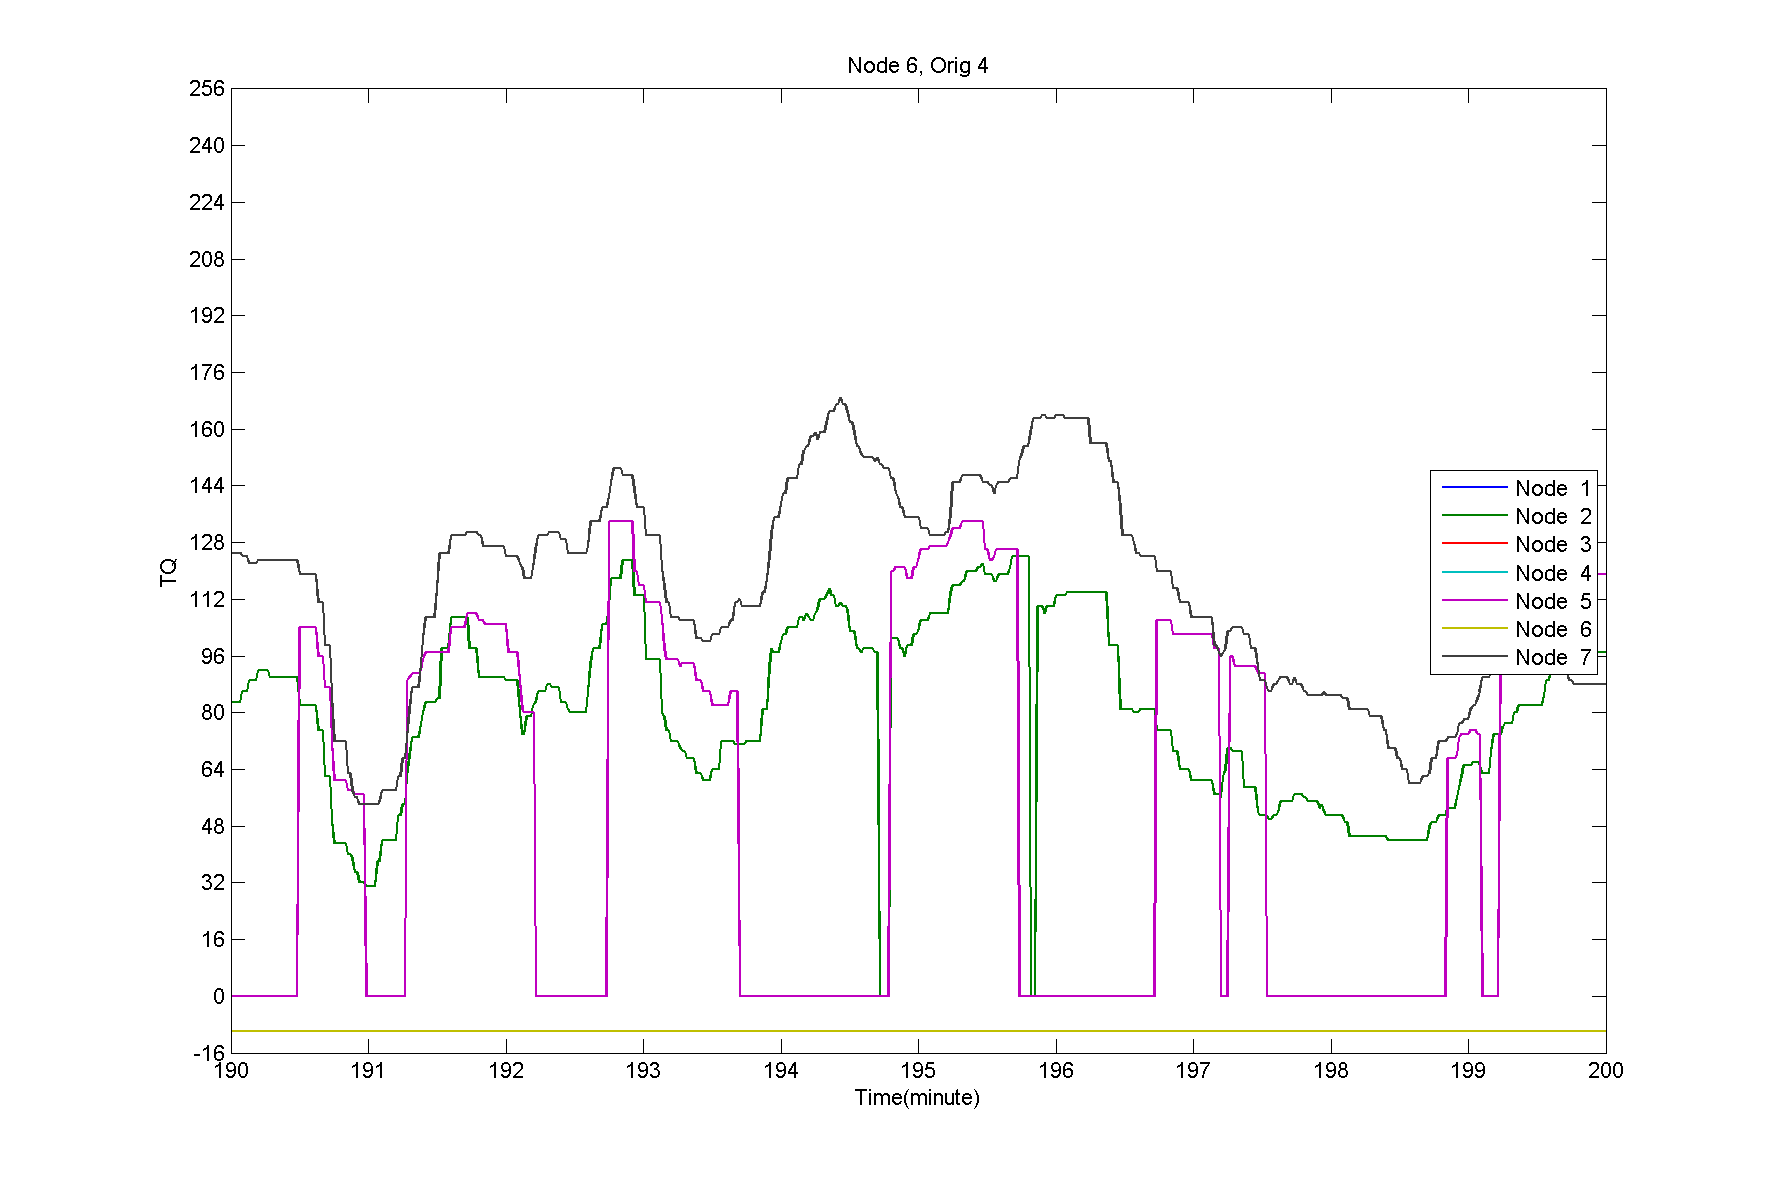 Node 6, Orig 4
256
240
224
208
192
176
160
144
128
112
96
80
64
48
32
16
0
-16
TQ
190 191 192 193 194 195 196 197 198 199 200
Time(minute)
Node 1
Node 2
Node 3
Node 4
Node 5
Node 6
Node 7